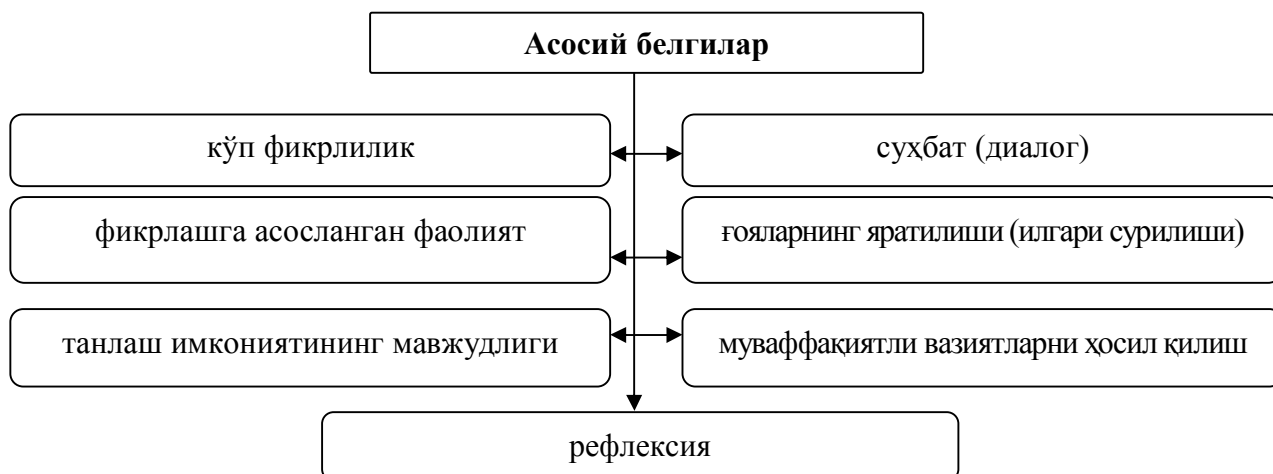 Асосий белгилар
кўп фикрлилик
суҳбат (диалог)
фикрлашга асосланган фаолият
ғояларнинг яратилиши (илгари сурилиши)
танлаш имкониятининг мавжудлиги
муваффақиятли вазиятларни ҳосил қилиш
рефлексия